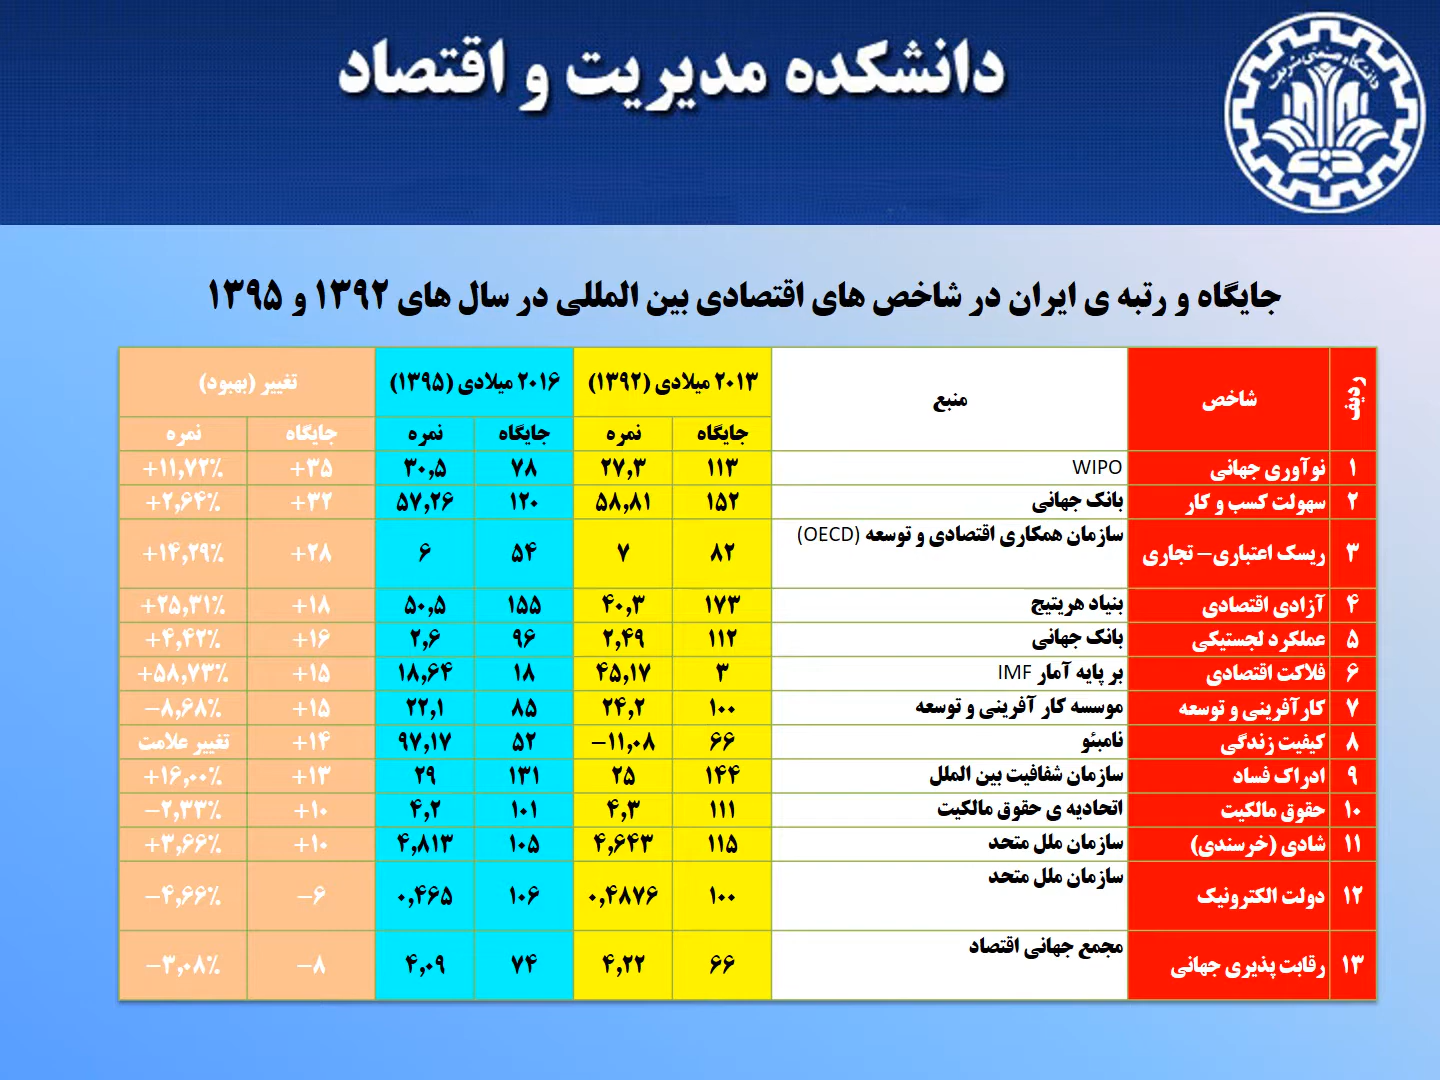 دانشکده مدیریت و اقتصاد
دانشگاه صنعتی شریف
جایگاه و رتبه ی ایران در شاخص های اقتصادی بین المللی در سال های ۱۳۹۲ و ۱۳۹۵
ردیف شاخص منبع ۲۰۱۳ میلادی (۱۳۹۲) ۲۰۱۶ میلادی (۱۳۹۵) تغییر (بهبود)
جایگاه نمره جایگاه نمره جایگاه نمره
۱ نوآوری جهانی WIPO ۱۱۳ ۲۷,۳ ۷۸ ۳۰,۵ +۳۵ +۱۱,۷۲٪
۲ سهولت کسب و کار بانک جهانی ۱۵۲ ۵۸,۸۱ ۱۲۰ ۵۷,۲۶ +۳۲ +۲,۶۴٪
۳ ریسک اعتباری– تجاری سازمان همکاری اقتصادی و توسعه (OECD) ۸۲ ۷ ۵۴ ۶ +۲۸ +۱۴,۲۹٪
۴ آزادی اقتصادی بنیاد هریتیج ۱۷۳ ۴۰,۳ ۱۵۵ ۵۰,۵ +۱۸ +۲۵,۳۱٪
۵ عملکرد لجستیکی بانک جهانی ۱۱۲ ۲,۴۹ ۹۶ ۲,۶ +۱۶ +۴,۴۲٪
۶ فلاکت اقتصادی بر پایه آمار IMF ۳ ۴۵,۱۷ ۱۸ ۱۸,۶۴ +۱۵ +۵۸,۷۳٪
۷ کارآفرینی و توسعه موسسه کار آفرینی و توسعه ۱۰۰ ۲۴,۲ ۸۵ ۲۲,۱ +۱۵ –۸,۶۸٪
۸ کیفیت زندگی نامبئو ۶۶ –۱۱,۰۸ ۵۲ ۹۷,۱۷ +۱۴ تغییر علامت
۹ ادراک فساد سازمان شفافیت بین الملل ۱۴۴ ۲۵ ۱۳۱ ۲۹ +۱۳ +۱۶,۰۰٪
۱۰ حقوق مالکیت اتحادیه ی حقوق مالکیت ۱۱۱ ۴,۳ ۱۰۱ ۴,۲ +۱۰ –۲,۳۳٪
۱۱ شادی (خرسندی) سازمان ملل متحد ۱۱۵ ۴,۶۴۳ ۱۰۵ ۴,۸۱۳ +۱۰ +۳,۶۶٪
۱۲ دولت الکترونیک سازمان ملل متحد ۱۰۰ ۰,۴۸۷۶ ۱۰۶ ۰,۴۶۵ –۶ –۴,۶۶٪
۱۳ رقابت پذیری جهانی مجمع جهانی اقتصاد ۶۶ ۴,۲۲ ۷۴ ۴,۰۹ –۸ –۳,۰۸٪